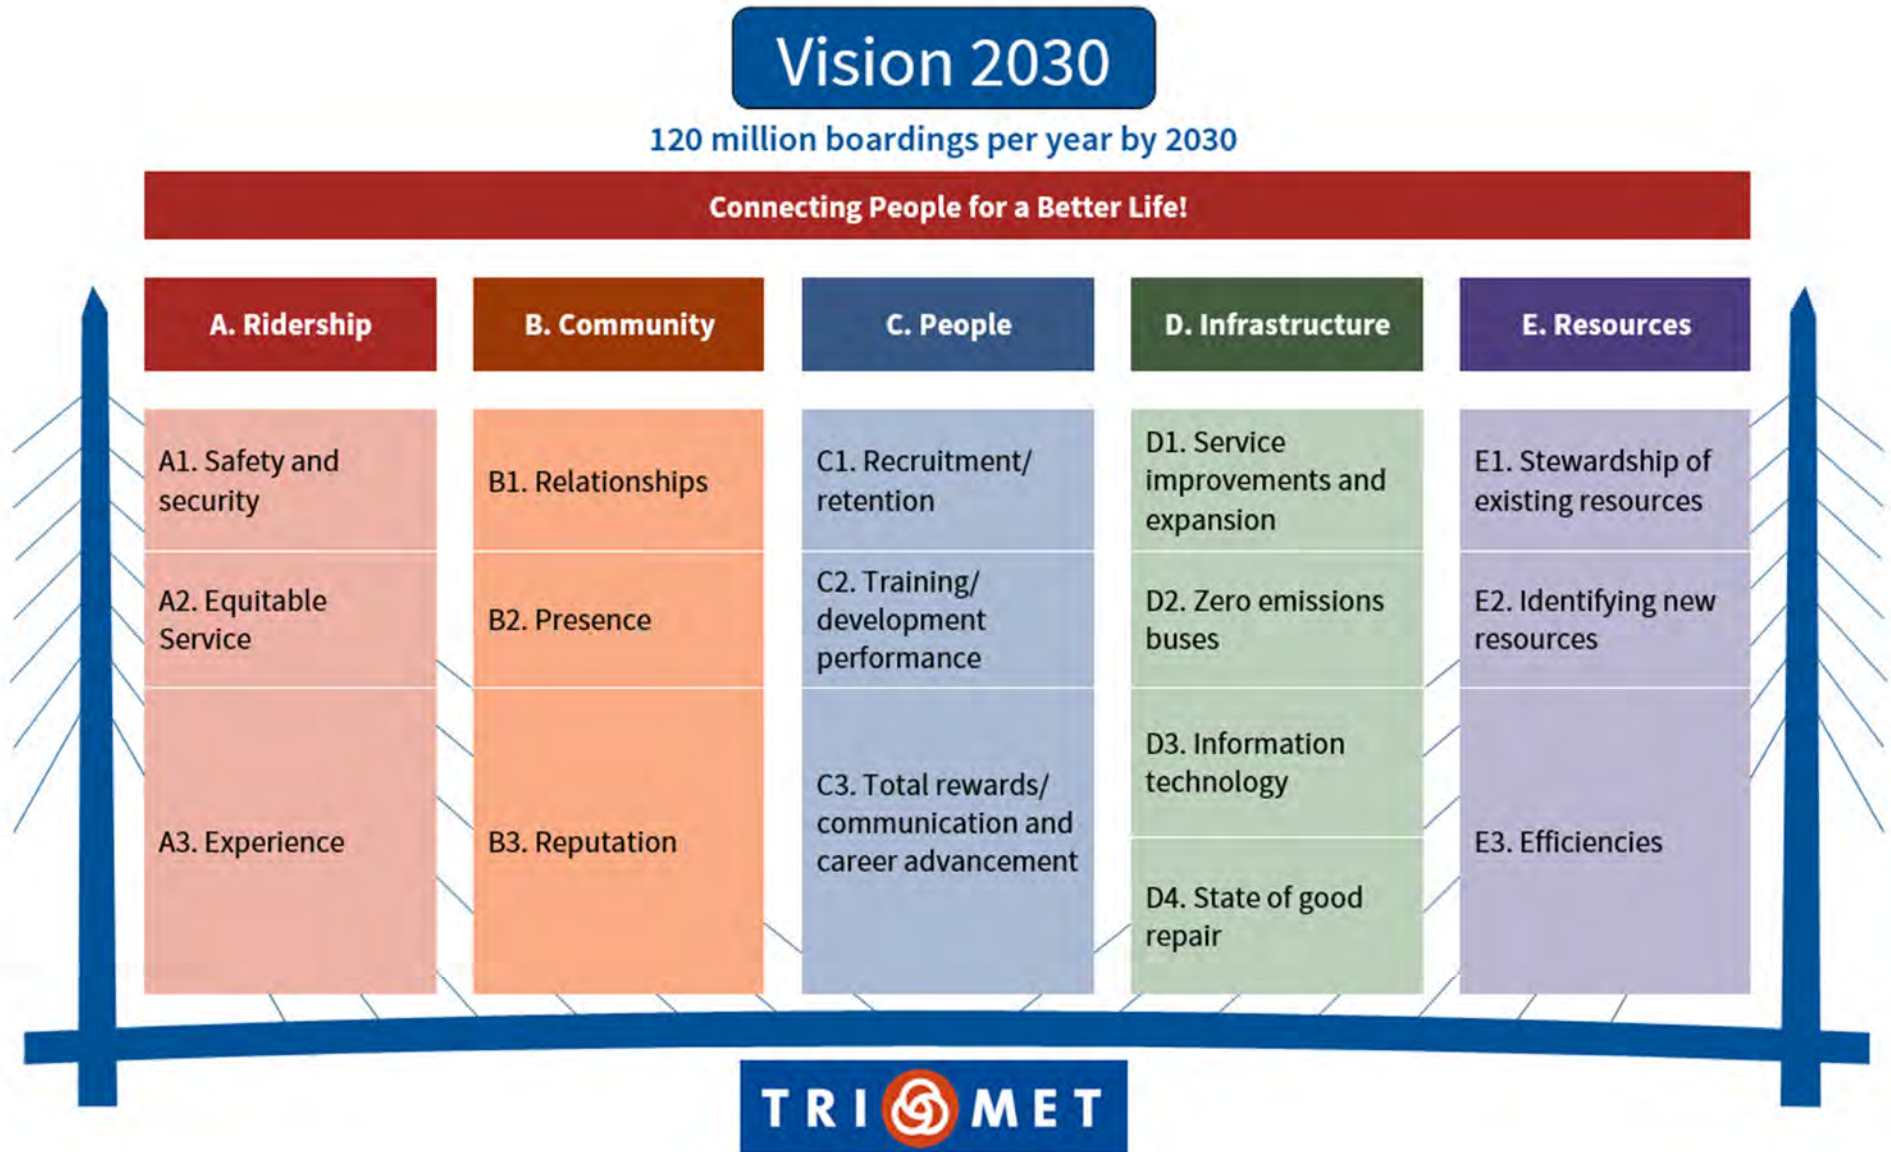 Vision 2030
120 million boardings per year by 2030
Connecting People for a Better Life!
A. Ridership
A1. Safety and
security
A2. Equitable
Service
A3. Experience
B. Community
B1. Relationships
B2. Presence
B3. Reputation
C. People
C1. Recruitment/
retention
C2. Training/
development
performance
C3. Total rewards/
communication and
career advancement
D. Infrastructure
D1. Service
improvements and
expansion
D2. Zero emissions
buses
D3. Information
technology
D4. State of good
repair
E. Resources
E1. Stewardship of
existing resources
E2. Identifying new
resources
E3. Efficiencies
TRI MET